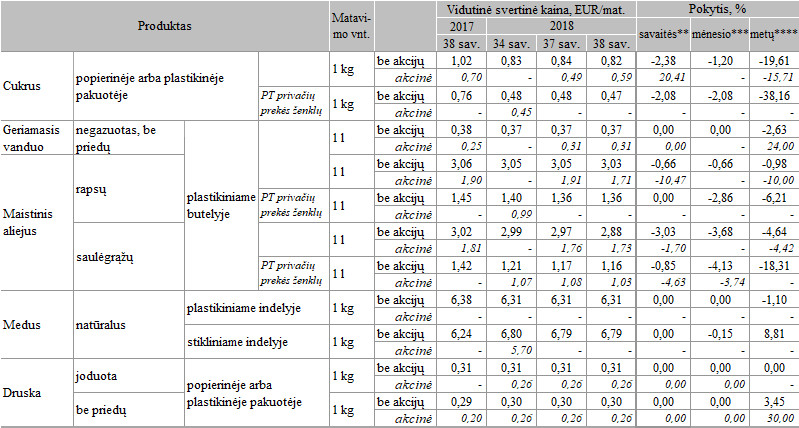 Produktas Matavi-mo vnt. Vidutinė svertinė kaina, EUR/mat. Pokytis, %
2017 2018 savaitės** mėnesio*** metų****
38 sav. 34 sav. 37 sav. 38 sav.
Cukrus popierinėje arba plastikinėje pakuotėje 1 kg be akcijų 1,02 0,83 0,84 0,82 -2,38 -1,20 -19,61
akcinė 0,70 - 0,49 0,59 20,41 - -15,71
PT privačių prekės ženklų 1 kg be akcijų 0,76 0,48 0,48 0,47 -2,08 -2,08 -38,16
akcinė - 0,45 - - - - -
Geriamasis vanduo negazuotas, be priedų plastikiniame butelyje 1 l be akcijų 0,38 0,37 0,37 0,37 0,00 0,00 -2,63
akcinė 0,25 - 0,31 0,31 0,00 - 24,00
Maistinis aliejus rapsų 1 l be akcijų 3,06 3,05 3,05 3,03 -0,66 -0,66 -0,98
akcinė 1,90 - 1,91 1,71 -10,47 - -10,00
PT privačių prekės ženklų 1 l be akcijų 1,45 1,40 1,36 1,36 0,00 -2,86 -6,21
akcinė - 0,99 - - - - -
saulėgrąžų 1 l be akcijų 3,02 2,99 2,97 2,88 -3,03 -3,68 -4,64
akcinė 1,81 - 1,76 1,73 -1,70 - -4,42
PT privačių prekės ženklų 1 l be akcijų 1,42 1,21 1,17 1,16 -0,85 -4,13 -18,31
akcinė - 1,07 1,08 1,03 -4,63 -3,74 -
Medus natūralus plastikiniame indelyje 1 kg be akcijų 6,38 6,31 6,31 6,31 0,00 0,00 -1,10
akcinė - - - - - - -
stikliniame indelyje 1 kg be akcijų 6,24 6,80 6,79 6,79 0,00 -0,15 8,81
akcinė - 5,70 - - - - -
Druska joduota popierinėje arba plastikinėje pakuotėje 1 kg be akcijų 0,31 0,31 0,31 0,31 0,00 0,00 0,00
akcinė - 0,26 0,26 0,26 0,00 0,00 -
be priedų 1 kg be akcijų 0,29 0,30 0,30 0,30 0,00 0,00 3,45
akcinė 0,20 0,26 0,26 0,26 0,00 0,00 30,00